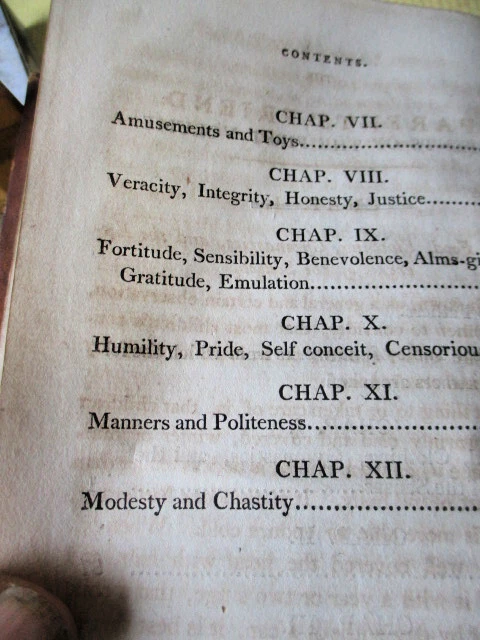 CONTENTS.
CHAP. VII.
Amusements and Toys..................
CHAP. VIII.
Veracity, Integrity, Honesty, Justice.........
CHAP. IX.
Fortitude, Sensibility, Benevolence, Alms-gi
Gratitude, Emulation.........................
CHAP. X.
Humility, Pride, Self conceit, Censoriou
CHAP. XI.
Manners and Politeness.........................
CHAP. XII.
Modesty and Chastity.........................